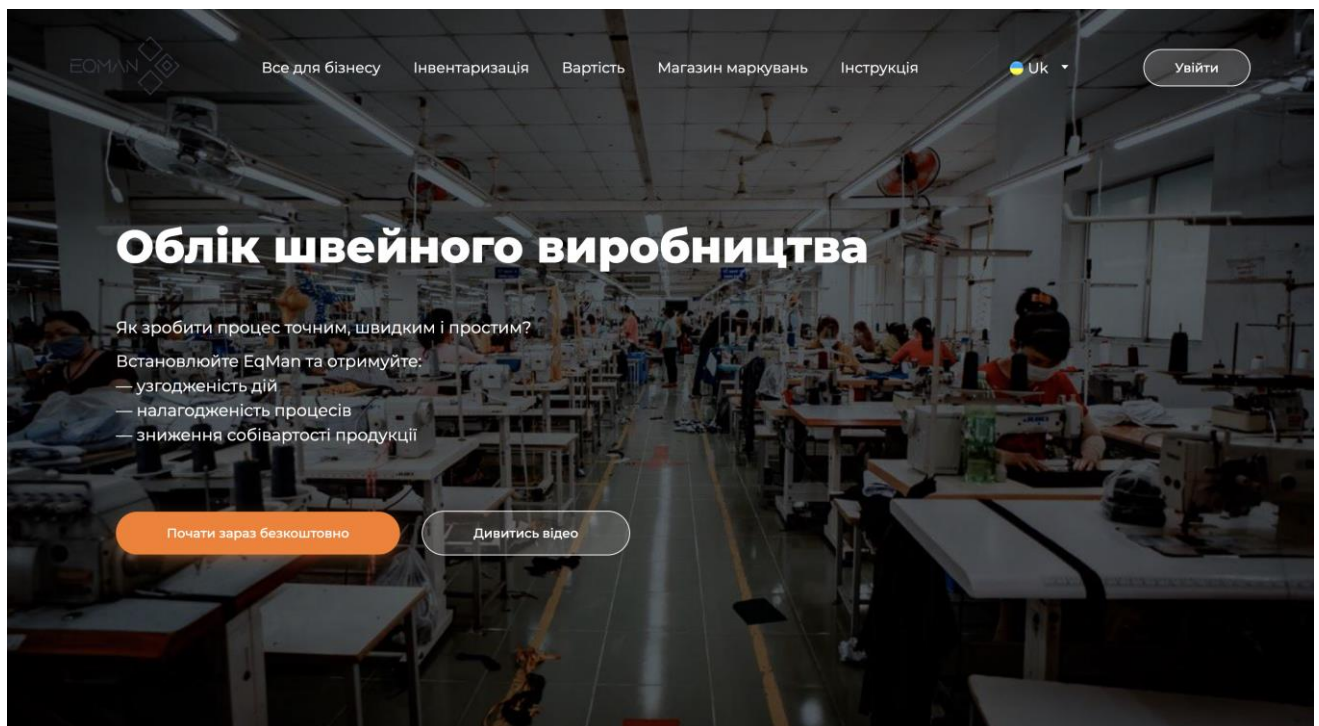 EQMAN
Все для бізнесу
Інвентаризація
Вартість
Магазин маркувань
Інструкція
Uk
Увійти
Облік швейного виробництва
Як зробити процес точним, швидким і простим?
Встановлюйте EqMan та отримуйте:
— узгодженість дій
— налагодженість процесів
— зниження собівартості продукції
Почати зараз безкоштовно
Дивитись відео